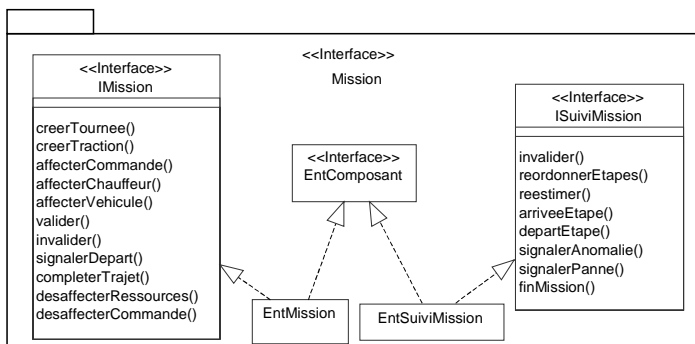 <<Interface>>
Mission
<<Interface>>
IMission
creerTournee()
creerTraction()
affecterCommande()
affecterChauffeur()
affecterVehicule()
valider()
invalider()
signalerDepart()
completerTrajet()
desaffecterRessources()
desaffecterCommande()
<<Interface>>
EntComposant
<<Interface>>
ISuiviMission
invalider()
reordonnerEtapes()
reestimer()
arriveeEtape()
departEtape()
signalerAnomalie()
signalerPanne()
finMission()
EntMission
EntSuiviMission